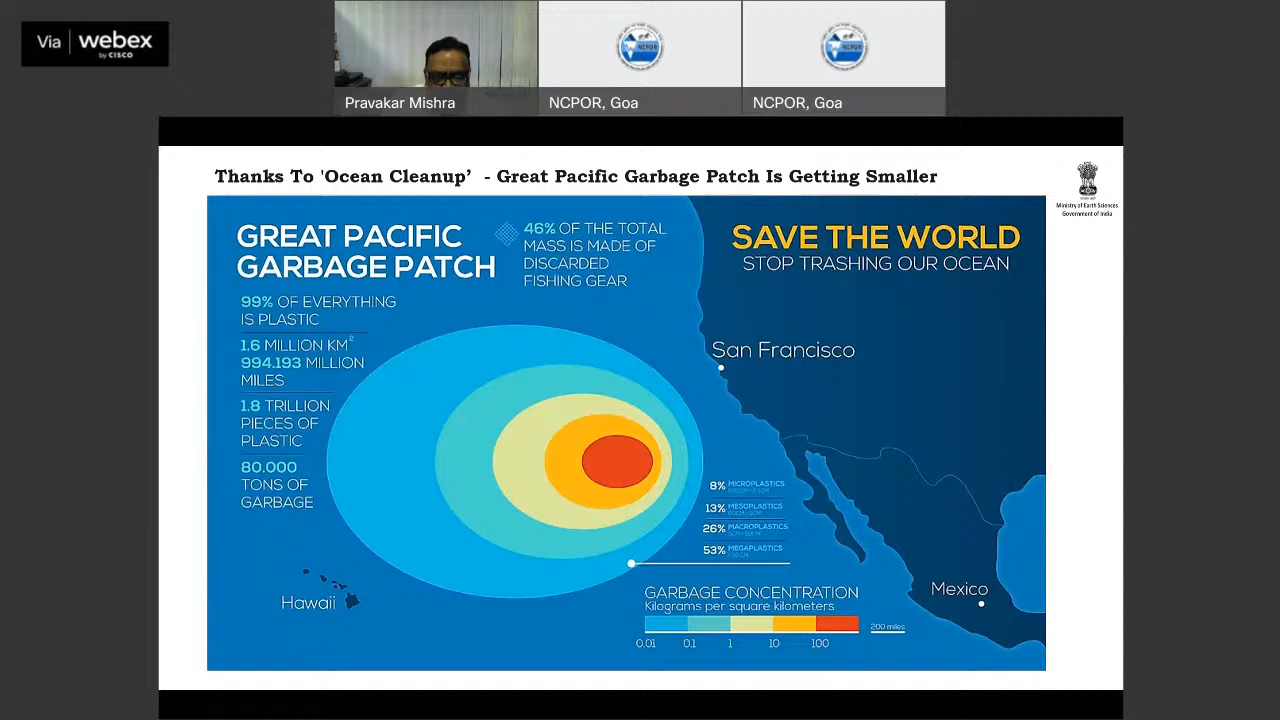 Via webex
by CISCO
Pravakar Mishra
NCPOR, Goa
NCPOR, Goa
NCPOR
NCPOR
Thanks To 'Ocean Cleanup’ - Great Pacific Garbage Patch Is Getting Smaller
Ministry of Earth Sciences
Government of India
GREAT PACIFIC
GARBAGE PATCH
46% OF THE TOTAL
MASS IS MADE OF
DISCARDED
FISHING GEAR
SAVE THE WORLD
STOP TRASHING OUR OCEAN
99% OF EVERYTHING
IS PLASTIC
1.6 MILLION KM²
994.193 MILLION
MILES
1.8 TRILLION
PIECES OF
PLASTIC
80.000
TONS OF
GARBAGE
San Francisco
8% MICROPLASTICS
13% MESOPLASTICS
26% MACROPLASTICS
53% MEGAPLASTICS
Hawaii
Mexico
GARBAGE CONCENTRATION
Kilograms per square kilometers
200 miles
0.01 0.1 1 10 100